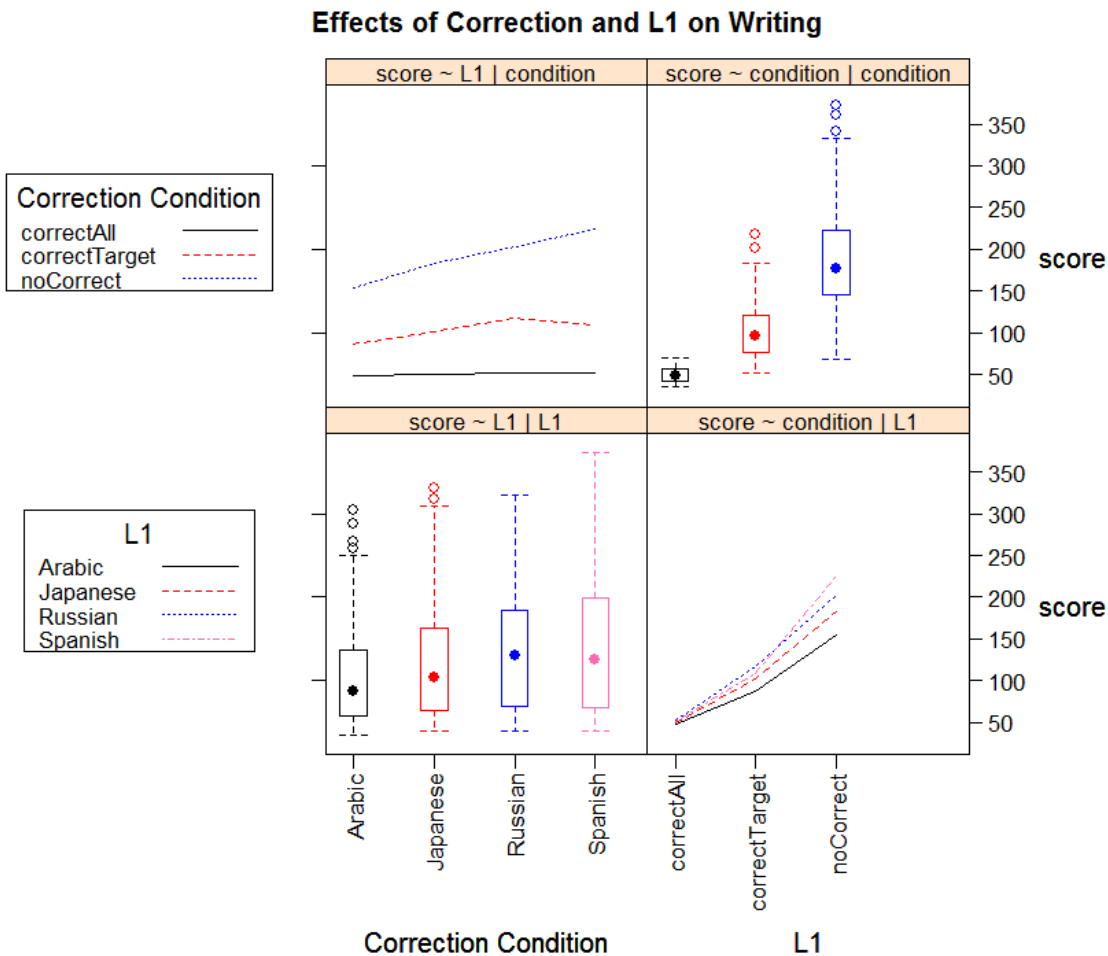 Effects of Correction and L1 on Writing
score ~ L1 | condition
score ~ condition | condition
Correction Condition
correctAll
correctTarget
noCorrect
350
300
250
200
150
100
50
score
score ~ L1 | L1
score ~ condition | L1
L1
Arabic
Japanese
Russian
Spanish
350
300
250
200
150
100
50
score
Arabic
Japanese
Russian
Spanish
correctAll
correctTarget
noCorrect
Correction Condition
L1